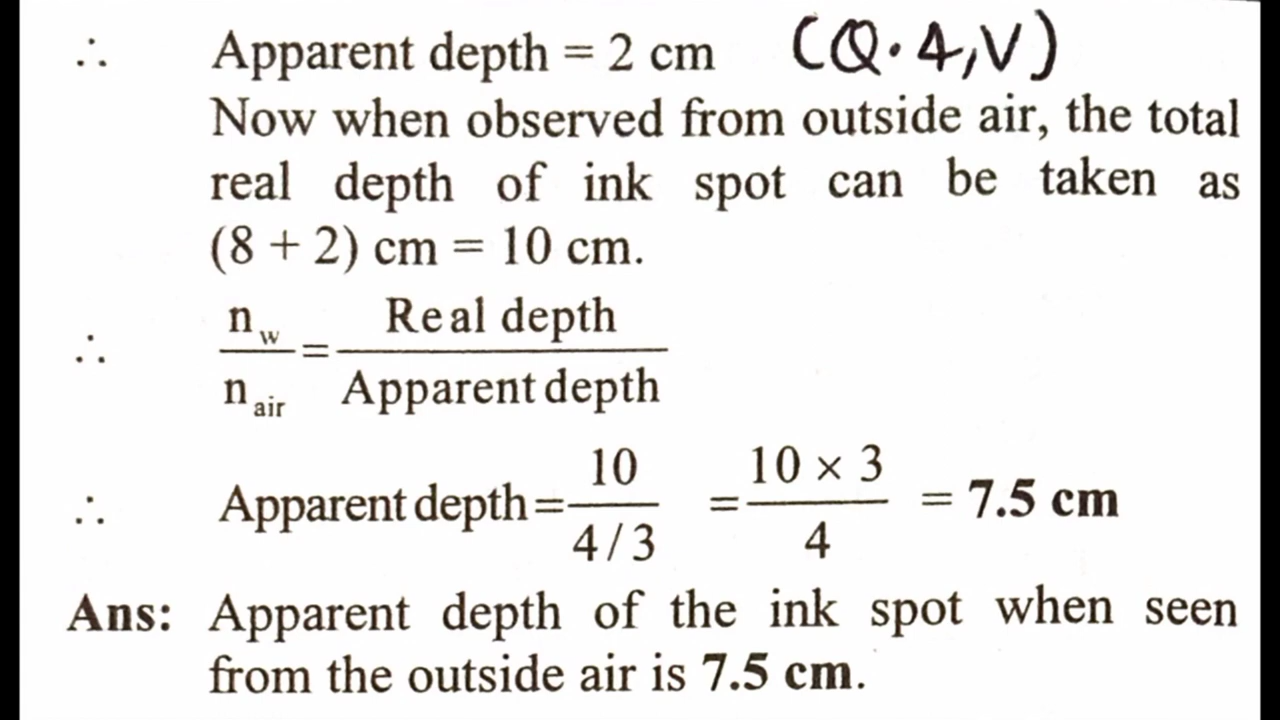 ∴ Apparent depth = 2 cm (Q. 4, V)
Now when observed from outside air, the total
real depth of ink spot can be taken as
(8 + 2) cm = 10 cm.
∴ n_w / n_air = Real depth / Apparent depth
∴ Apparent depth = 10 / (4 / 3) = (10 × 3) / 4 = 7.5 cm
Ans: Apparent depth of the ink spot when seen
from the outside air is 7.5 cm.